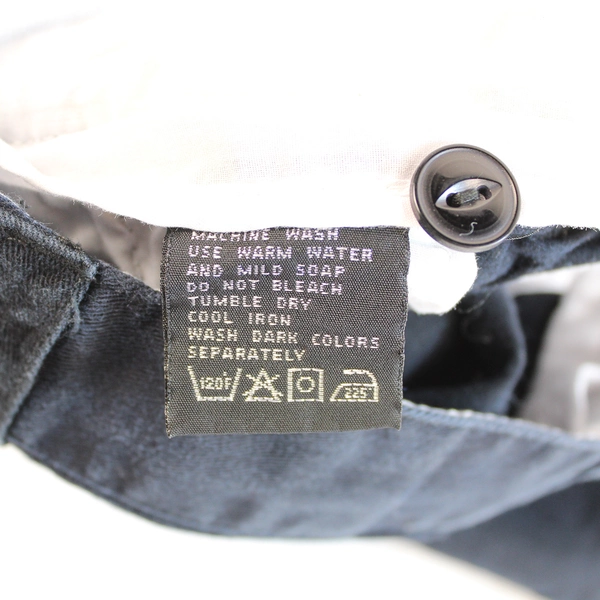 MACHINE WASH
USE WARM WATER
AND MILD SOAP
DO NOT BLEACH
TUMBLE DRY
COOL IRON
WASH DARK COLORS
SEPARATELY
120F 225°